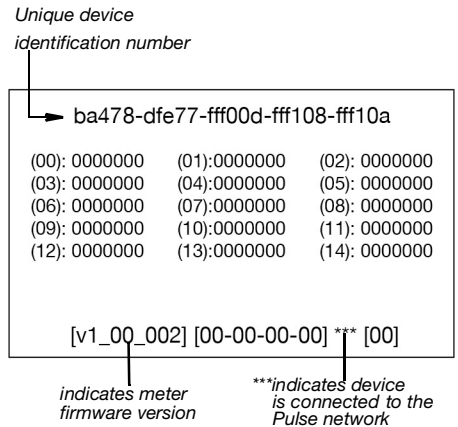 Unique device
identification number
ba478-dfe77-fff00d-fff108-fff10a
(00): 0000000 (01):0000000 (02): 0000000
(03): 0000000 (04):0000000 (05): 0000000
(06): 0000000 (07):0000000 (08): 0000000
(09): 0000000 (10):0000000 (11): 0000000
(12): 0000000 (13):0000000 (14): 0000000
[v1_00_002] [00-00-00-00] *** [00]
indicates meter
firmware version
***indicates device
is connected to the
Pulse network